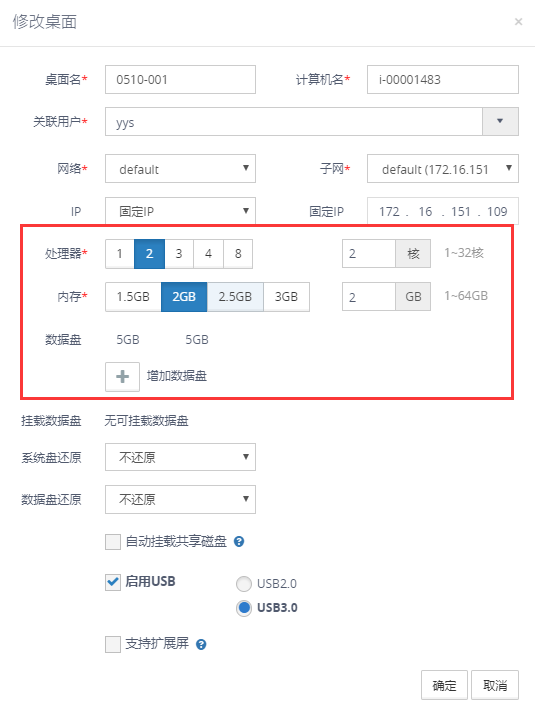 修改桌面 ×
桌面名* 0510-001 计算机名* i-00001483
关联用户* yys
网络* default 子网* default (172.16.151
IP 固定IP 固定IP 172 . 16 . 151 . 109
处理器* 1 2 3 4 8 2 核 1~32核
内存* 1.5GB 2GB 2.5GB 3GB 2 GB 1~64GB
数据盘 5GB 5GB
+ 增加数据盘
挂载数据盘 无可挂载数据盘
系统盘还原 不还原
数据盘还原 不还原
自动挂载共享磁盘 ?
启用USB USB2.0
USB3.0
支持扩展屏 ?
确定 取消